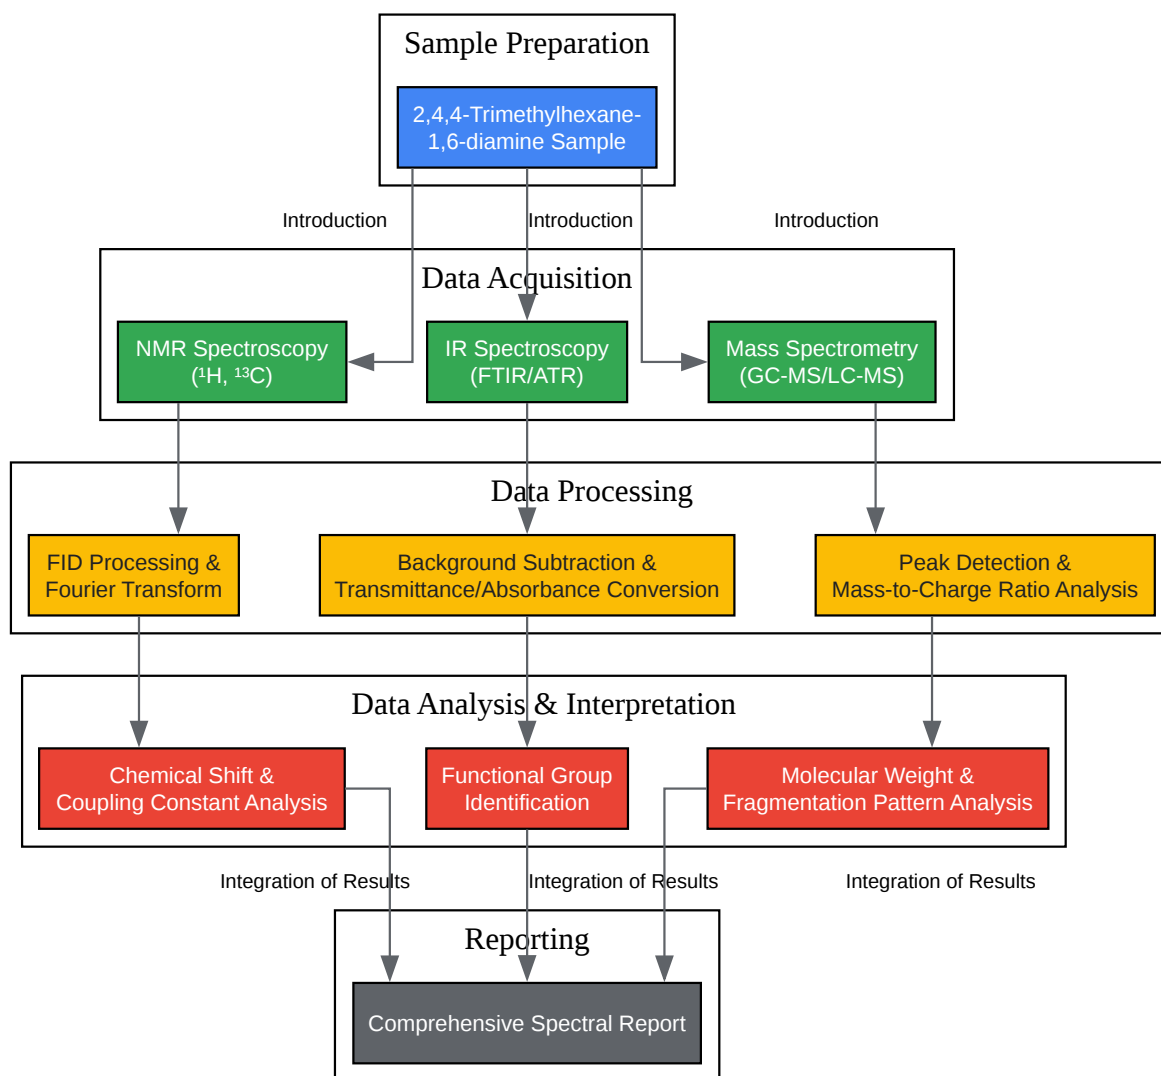 Sample Preparation
2,4,4-Trimethylhexane-
1,6-diamine Sample
Introduction
Introduction
Introduction
Data Acquisition
NMR Spectroscopy
(¹H, ¹³C)
IR Spectroscopy
(FTIR/ATR)
Mass Spectrometry
(GC-MS/LC-MS)
Data Processing
FID Processing &
Fourier Transform
Background Subtraction &
Transmittance/Absorbance Conversion
Peak Detection &
Mass-to-Charge Ratio Analysis
Data Analysis & Interpretation
Chemical Shift &
Coupling Constant Analysis
Functional Group
Identification
Molecular Weight &
Fragmentation Pattern Analysis
Integration of Results
Integration of Results
Integration of Results
Reporting
Comprehensive Spectral Report